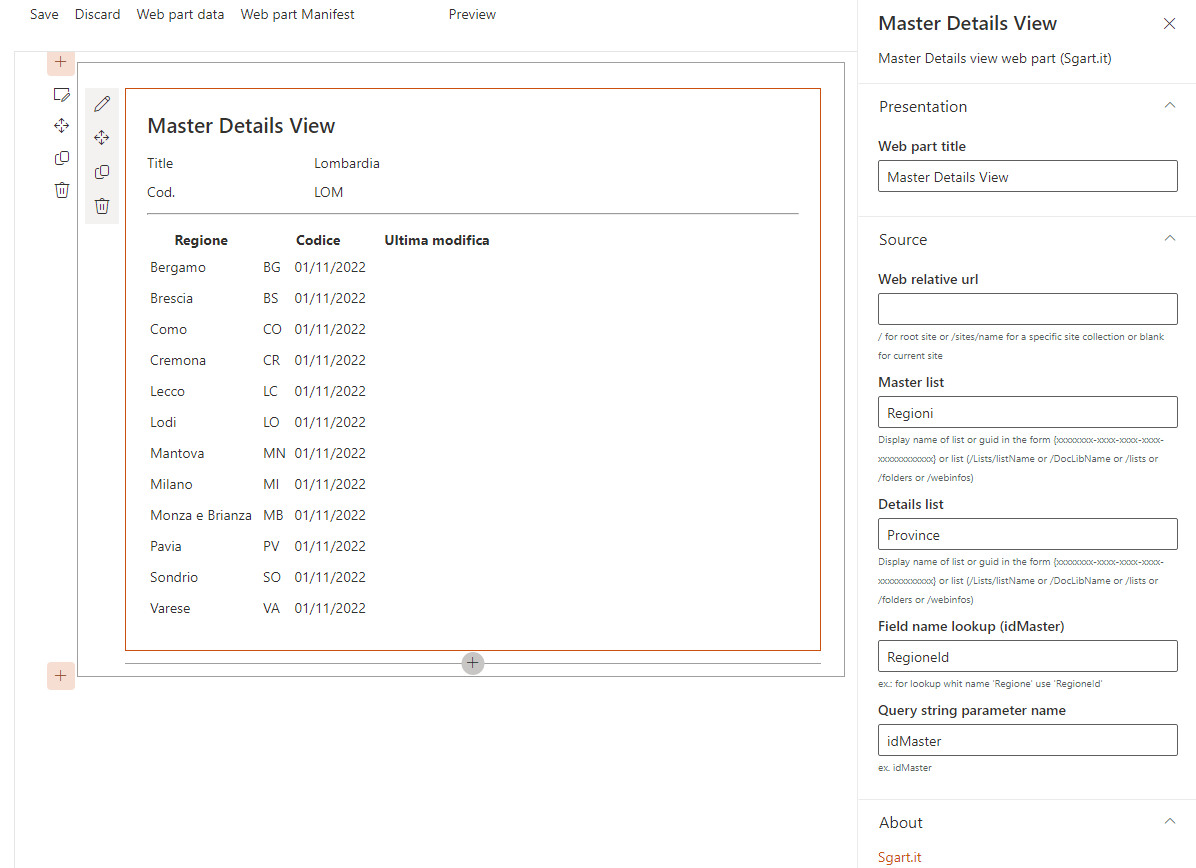 Save Discard Web part data Web part Manifest Preview
Master Details View
Title Lombardia
Cod. LOM
Regione Codice Ultima modifica
Bergamo BG 01/11/2022
Brescia BS 01/11/2022
Como CO 01/11/2022
Cremona CR 01/11/2022
Lecco LC 01/11/2022
Lodi LO 01/11/2022
Mantova MN 01/11/2022
Milano MI 01/11/2022
Monza e Brianza MB 01/11/2022
Pavia PV 01/11/2022
Sondrio SO 01/11/2022
Varese VA 01/11/2022
Master Details View
Master Details view web part (Sgart.it)
Presentation
Web part title
Master Details View
Source
Web relative url
/ for root site or /sites/name for a specific site collection or blank
for current site
Master list
Regioni
Display name of list or guid in the form {xxxxxxxx-xxxx-xxxx-xxxx-
xxxxxxxxxxxx} or list (/Lists/listName or /DocLibName or /lists or
/folders or /webinfos)
Details list
Province
Display name of list or guid in the form {xxxxxxxx-xxxx-xxxx-xxxx-
xxxxxxxxxxxx} or list (/Lists/listName or /DocLibName or /lists or
/folders or /webinfos)
Field name lookup (idMaster)
RegioneId
ex.: for lookup whit name 'Regione' use 'RegioneId'
Query string parameter name
idMaster
ex. idMaster
About
Sgart.it